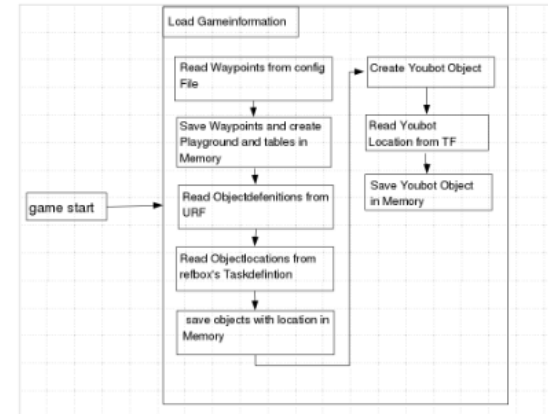 Load Gameinformation
Read Waypoints from config
File
Save Waypoints and create
Playground and tables in
Memory
Read Objectdefenitions from
URF
Read Objectlocations from
refbox's Taskdefintion
save objects with location in
Memory
Create Youbot Object
Read Youbot
Location from TF
Save Youbot Object
in Memory
game start